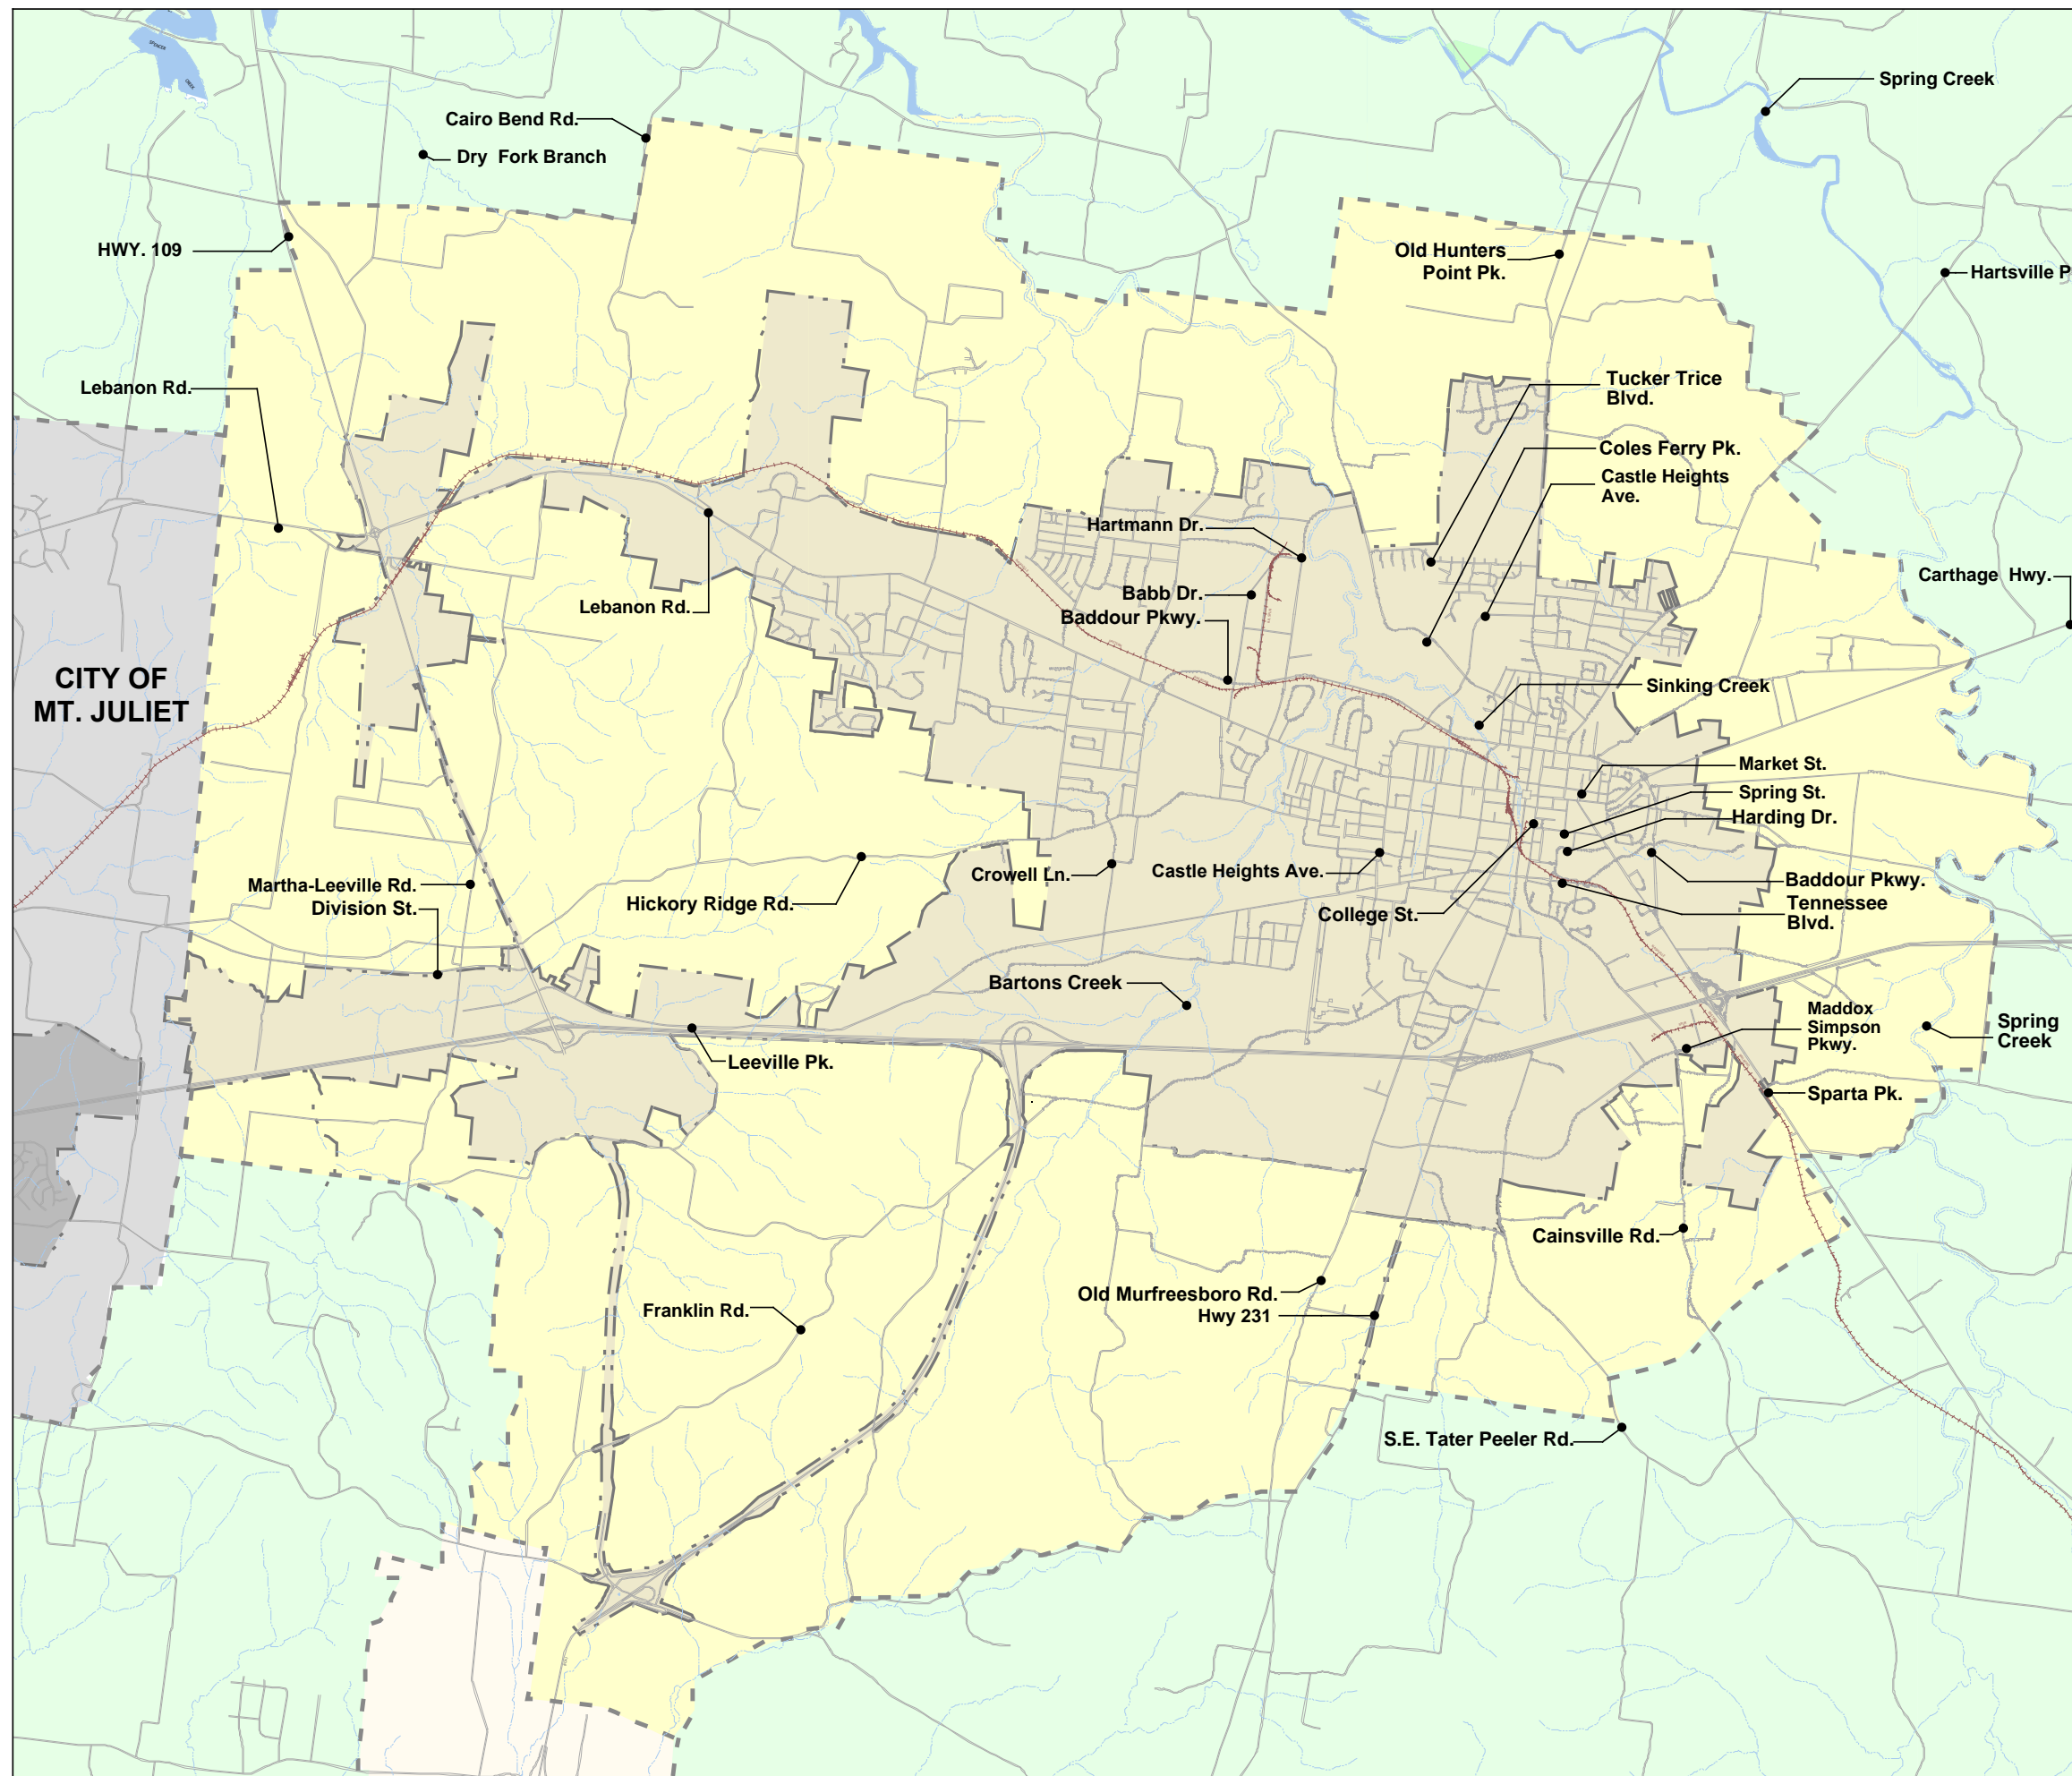 SPENCER
CREEK
Spring Creek
Cairo Bend Rd.
Dry Fork Branch
HWY. 109
Old Hunters
Point Pk.
Hartsville P
Lebanon Rd.
Tucker Trice
Blvd.
Coles Ferry Pk.
Castle Heights
Ave.
Hartmann Dr.
Carthage Hwy.
Babb Dr.
Lebanon Rd.
Baddour Pkwy.
CITY OF
MT. JULIET
Sinking Creek
Market St.
Spring St.
Harding Dr.
Crowell Ln.
Castle Heights Ave.
Martha-Leeville Rd.
Division St.
Hickory Ridge Rd.
College St.
Baddour Pkwy.
Tennessee
Blvd.
Bartons Creek
Maddox
Simpson
Pkwy.
Spring
Creek
Leeville Pk.
Sparta Pk.
Cainsville Rd.
Old Murfreesboro Rd.
Hwy 231
Franklin Rd.
S.E. Tater Peeler Rd.